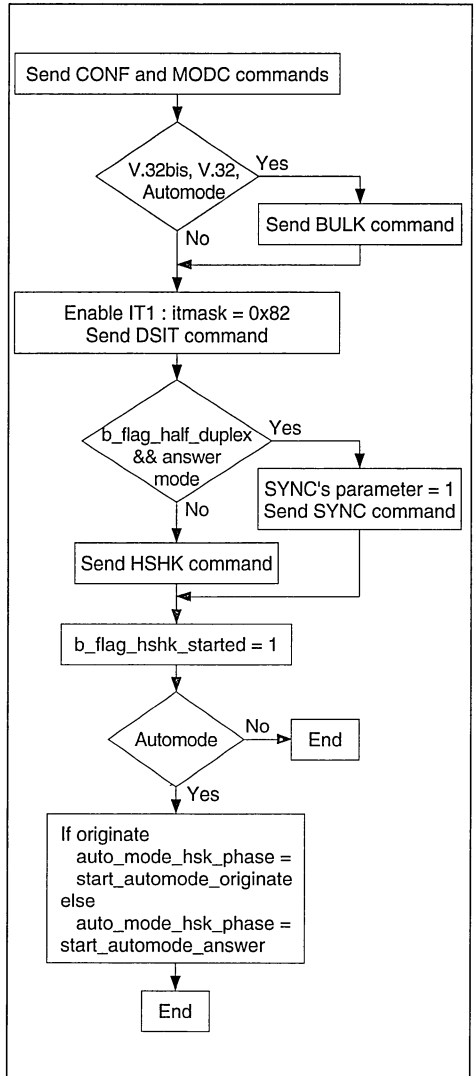 Send CONF and MODC commands
V.32bis, V.32,
Automode
Yes
Send BULK command
No
Enable IT1 : itmask = 0x82
Send DSIT command
b_flag_half_duplex
&& answer
mode
Yes
SYNC's parameter = 1
Send SYNC command
No
Send HSHK command
b_flag_hshk_started = 1
Automode
No
End
Yes
If originate
auto_mode_hsk_phase =
start_automode_originate
else
auto_mode_hsk_phase =
start_automode_answer
End